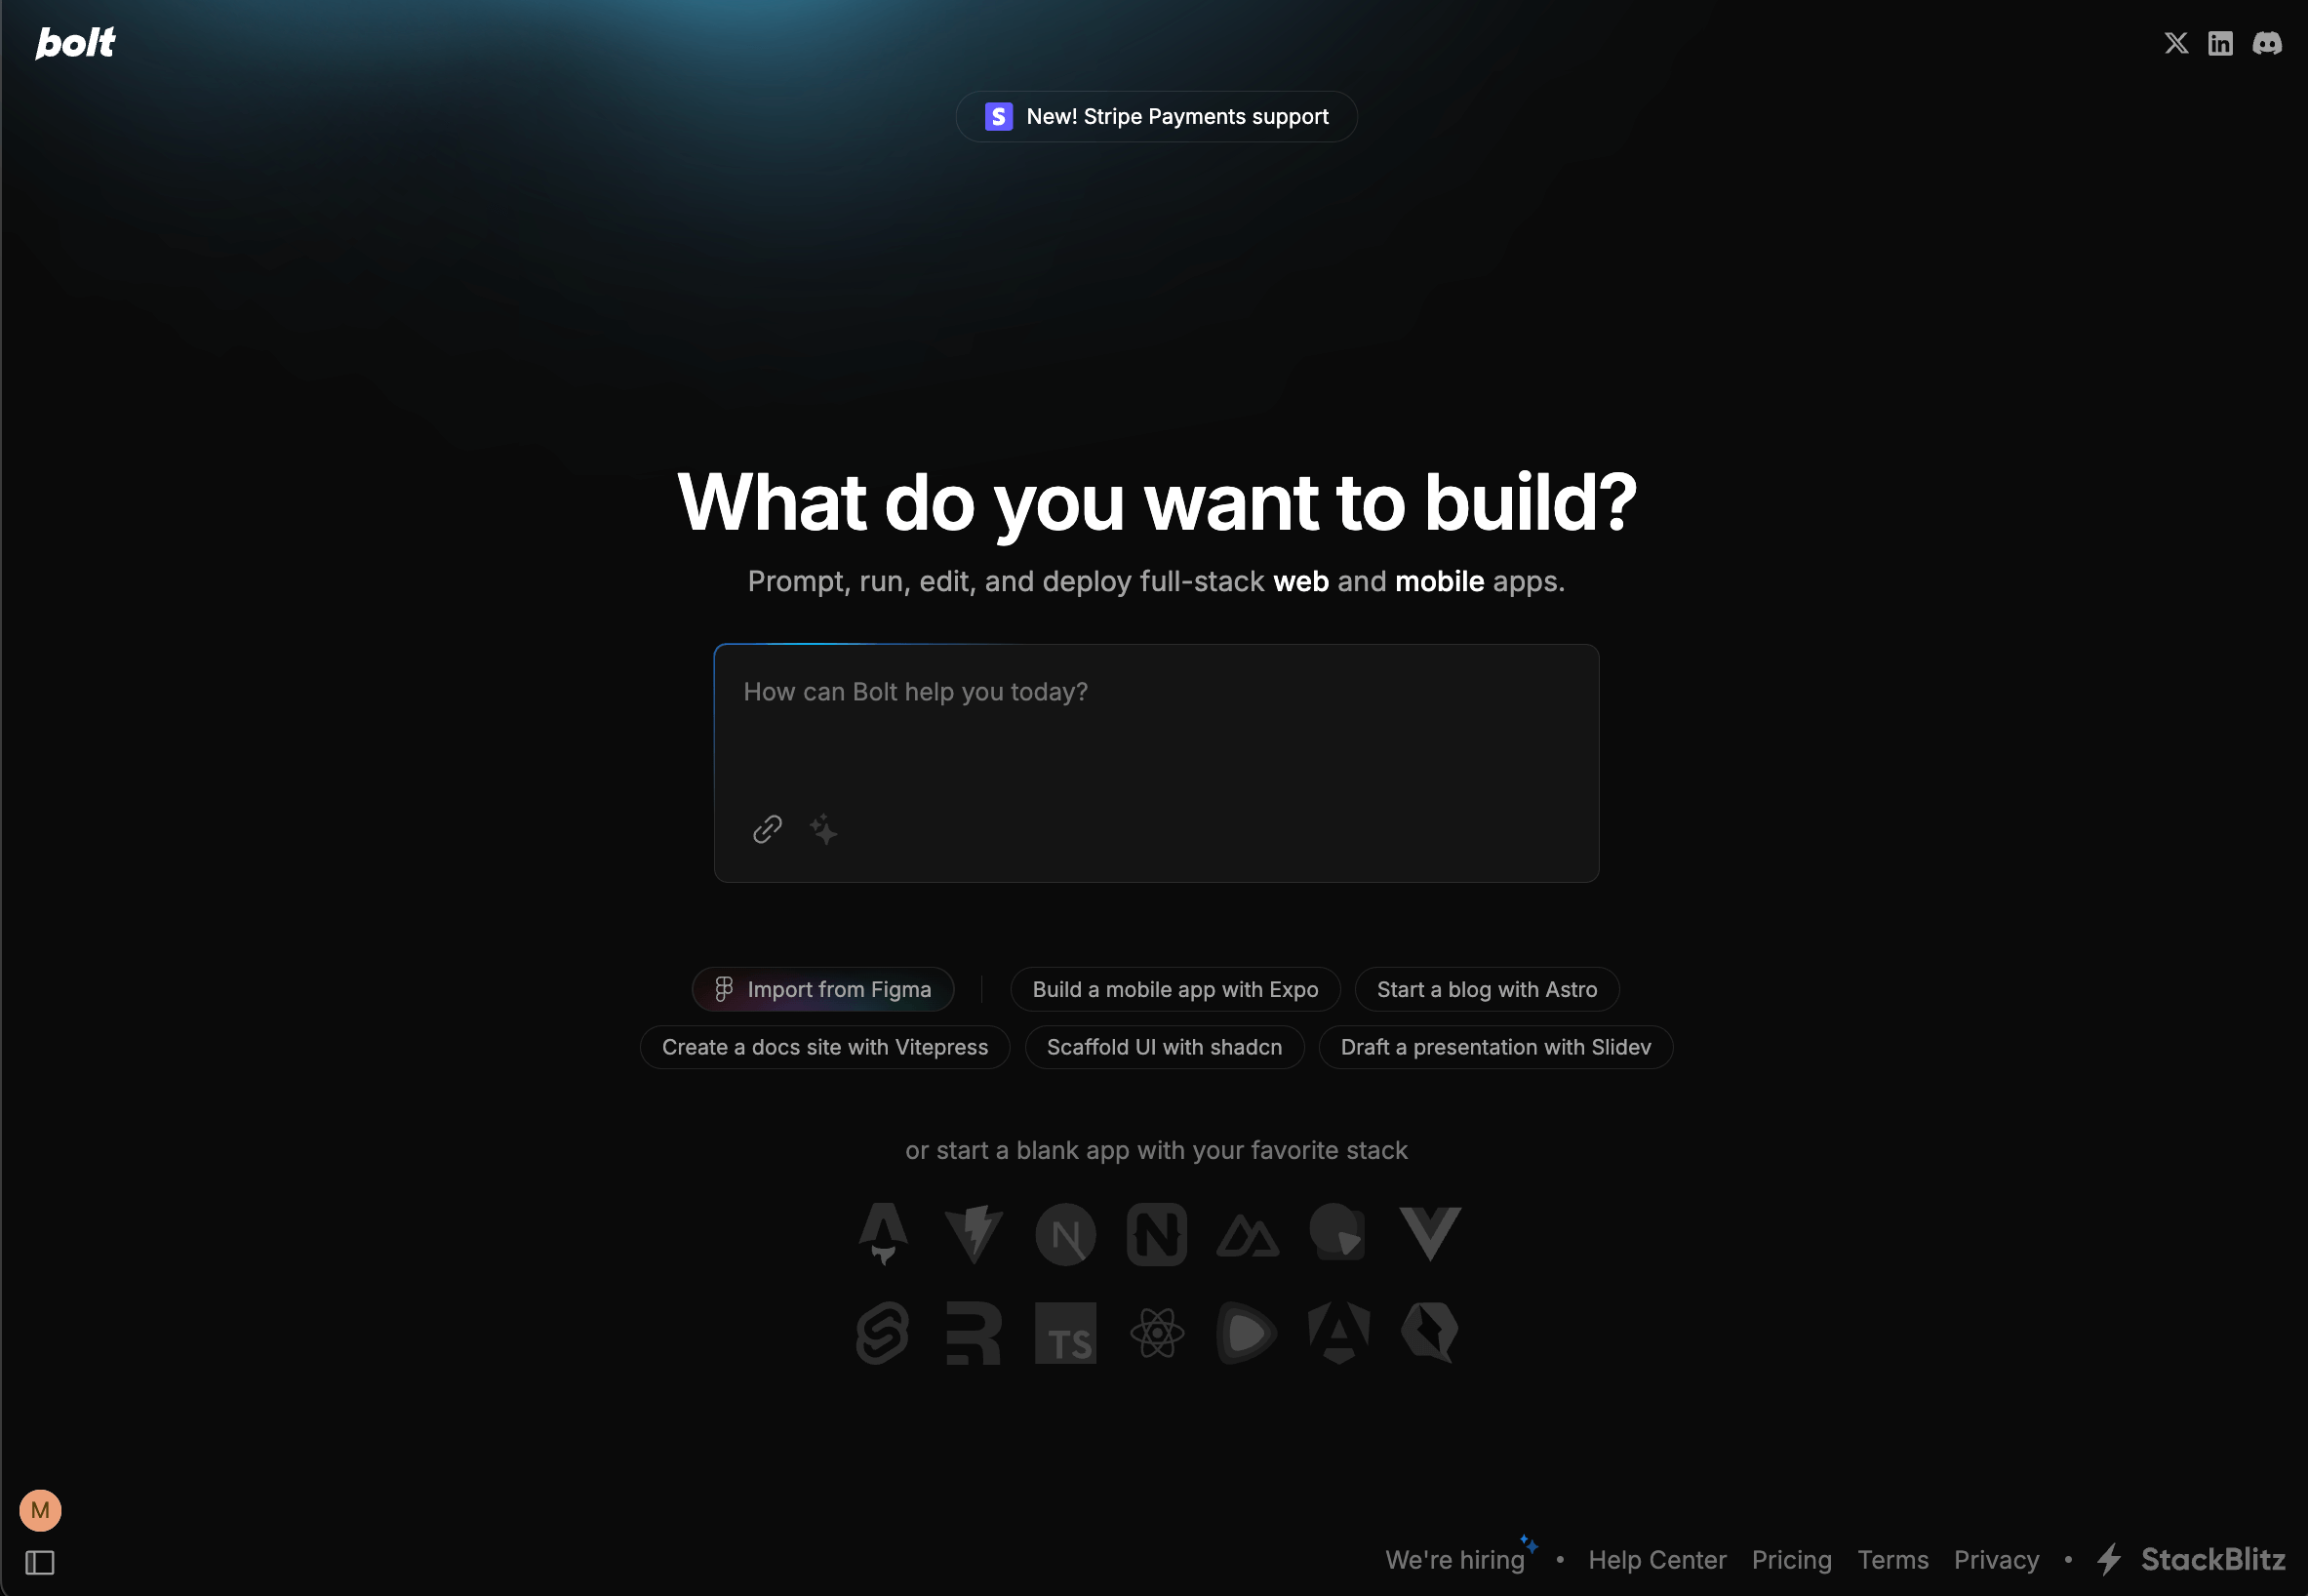 bolt
New! Stripe Payments support
What do you want to build?
Prompt, run, edit, and deploy full-stack web and mobile apps.
How can Bolt help you today?
Import from Figma
Build a mobile app with Expo
Start a blog with Astro
Create a docs site with Vitepress
Scaffold UI with shadcn
Draft a presentation with Slidev
or start a blank app with your favorite stack
N
N
TS
M
We're hiring • Help Center Pricing Terms Privacy • StackBlitz